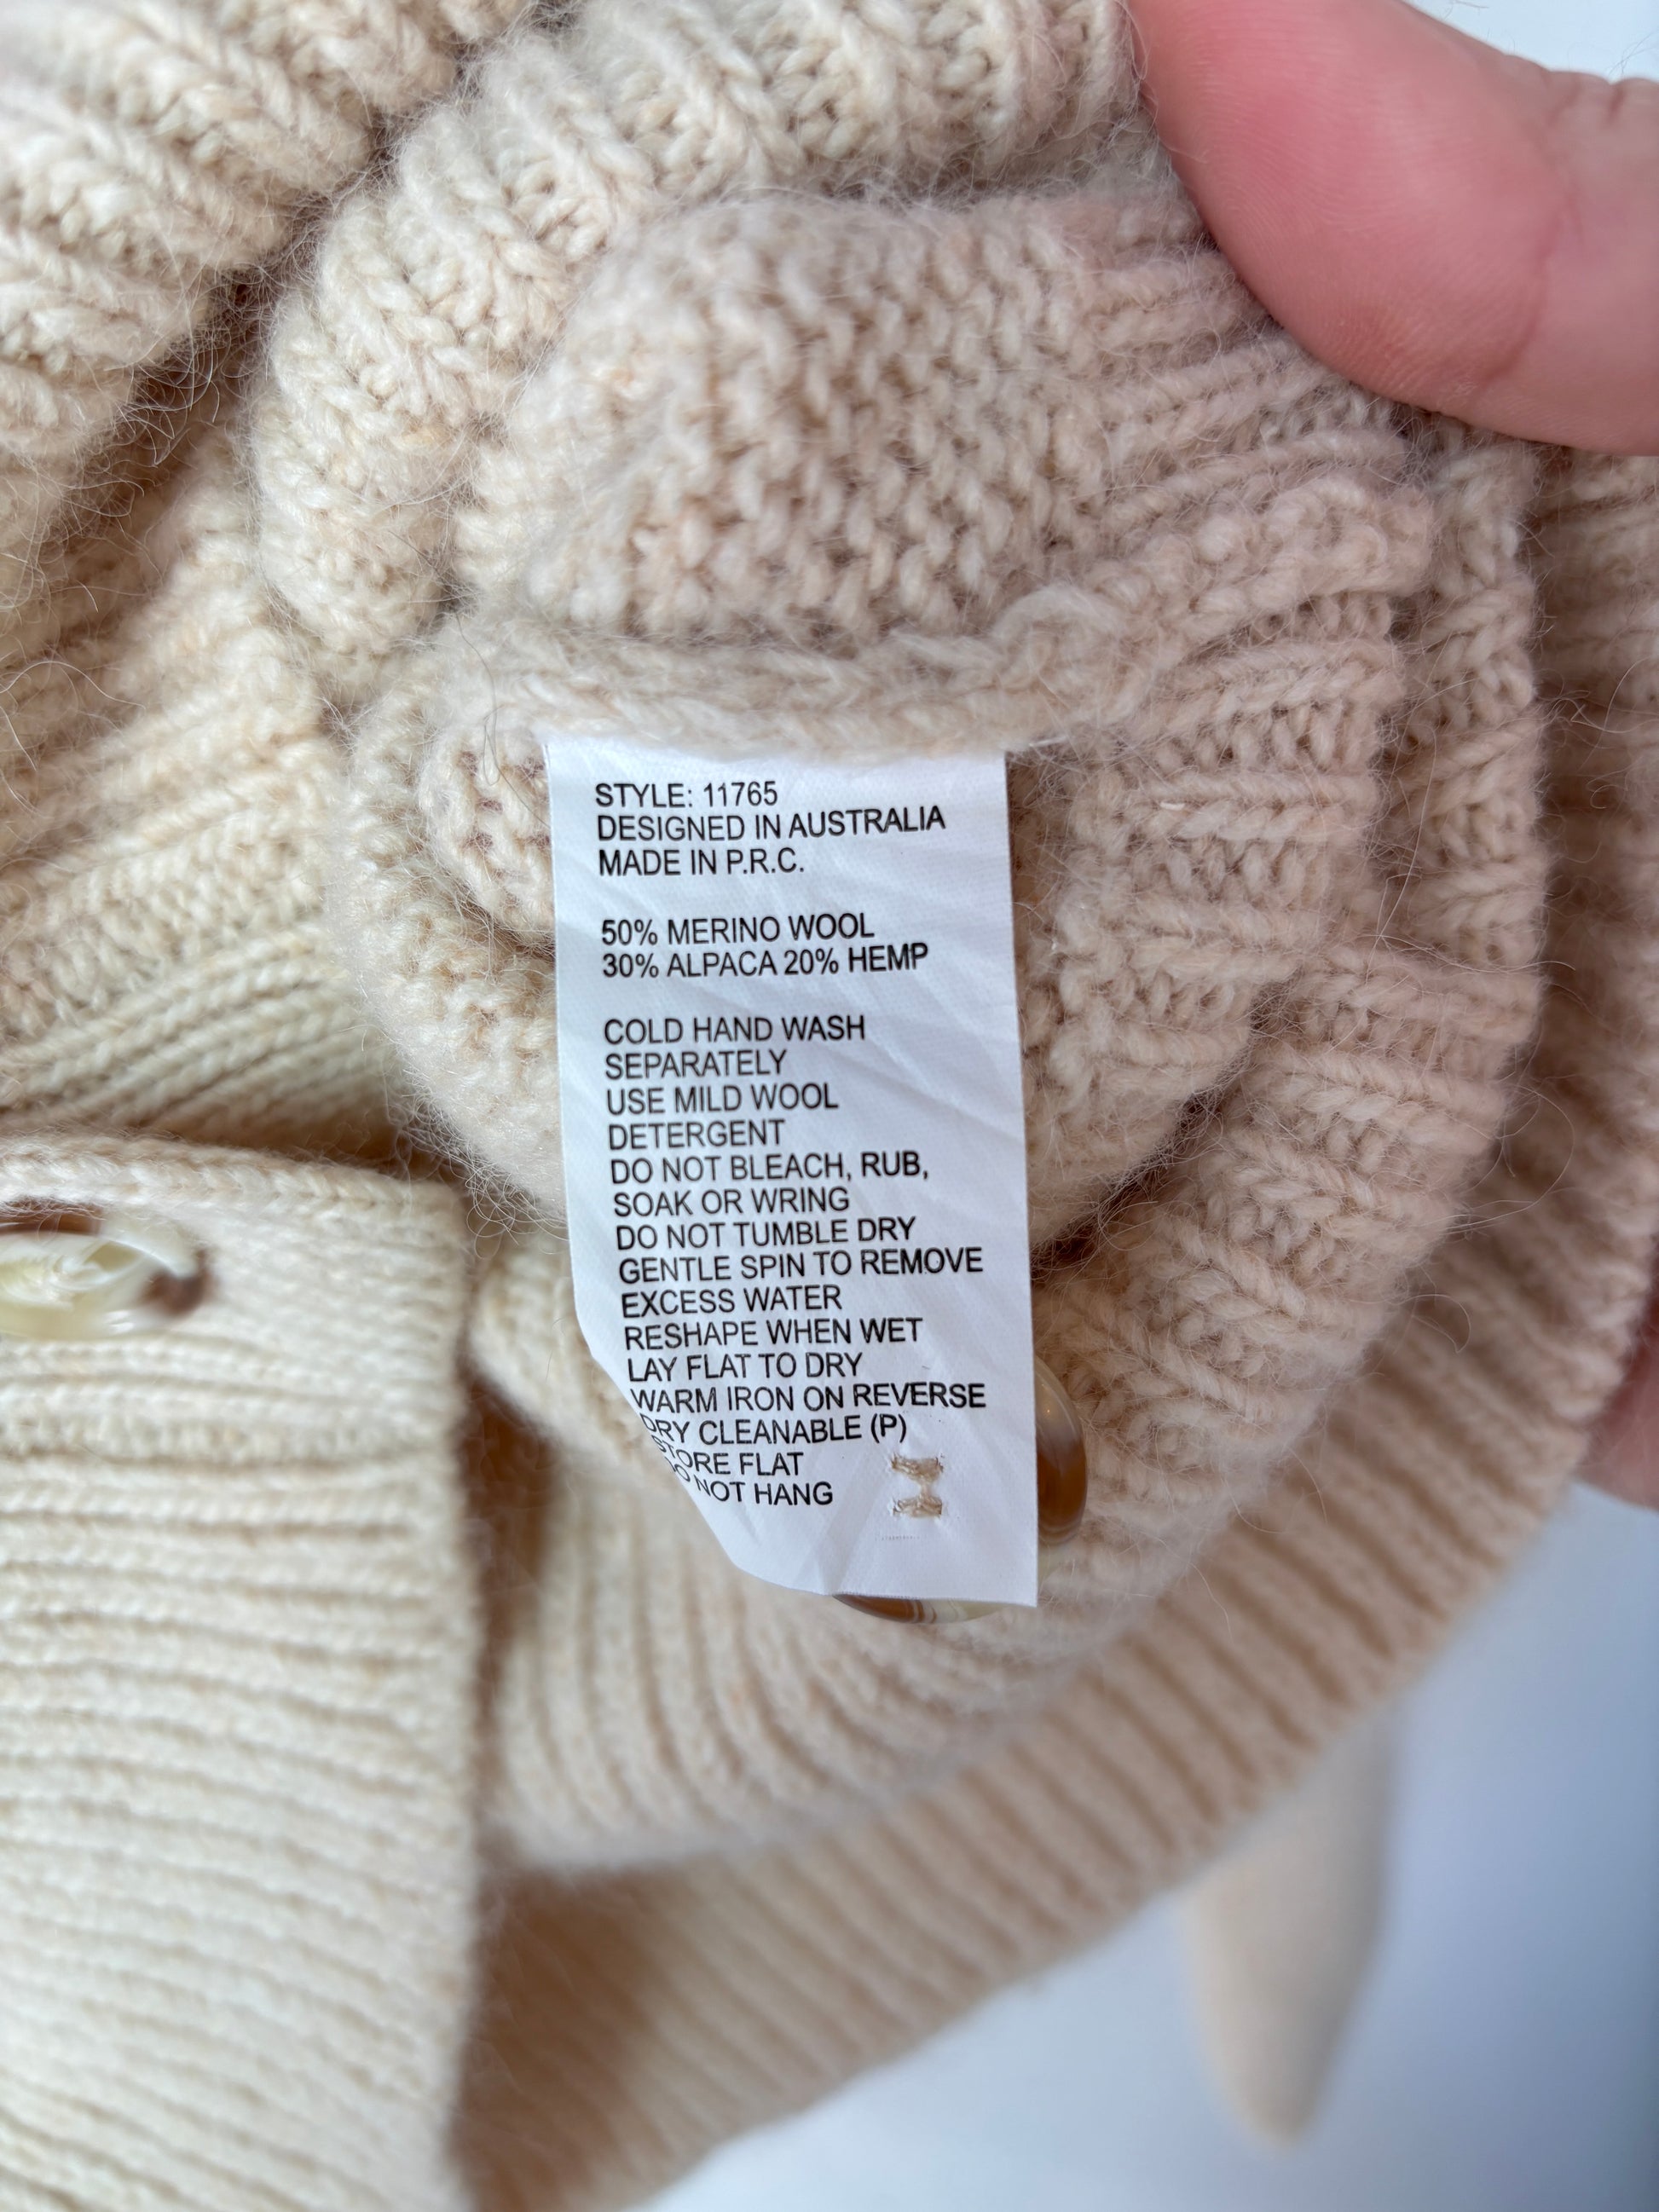 STYLE: 11765
DESIGNED IN AUSTRALIA
MADE IN P.R.C.
50% MERINO WOOL
30% ALPACA 20% HEMP
COLD HAND WASH
SEPARATELY
USE MILD WOOL
DETERGENT
DO NOT BLEACH, RUB,
SOAK OR WRING
DO NOT TUMBLE DRY
GENTLE SPIN TO REMOVE
EXCESS WATER
RESHAPE WHEN WET
LAY FLAT TO DRY
WARM IRON ON REVERSE
DRY CLEANABLE (P)
STORE FLAT
DO NOT HANG